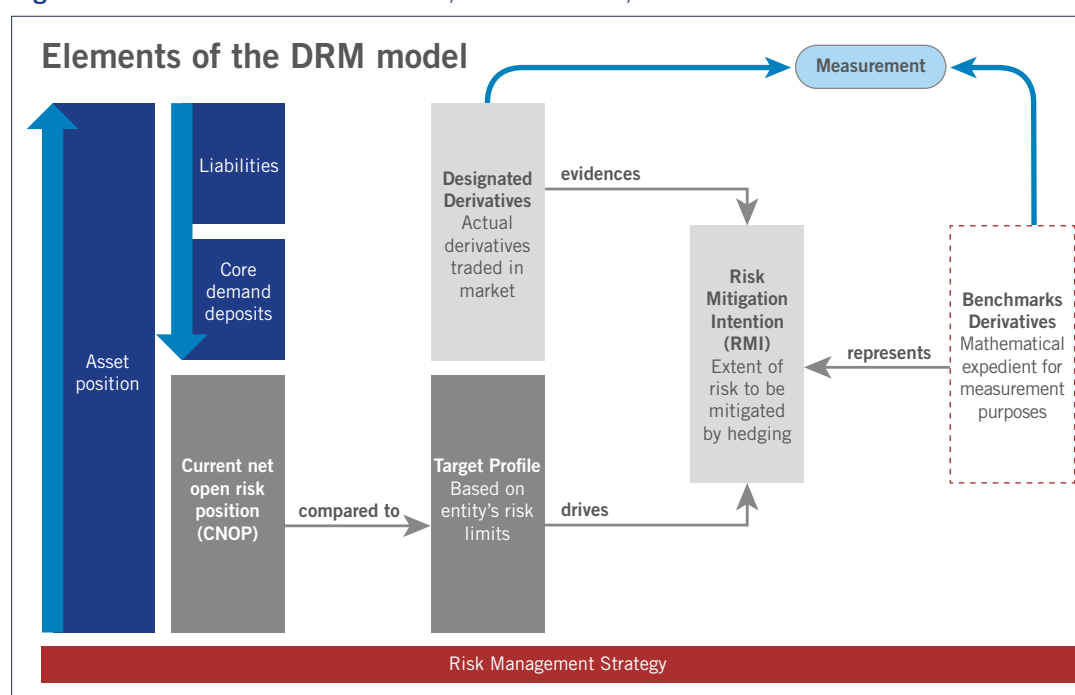 Elements of the DRM model
Measurement
Asset
position
Liabilities
Core
demand
deposits
Current net
open risk
position
(CNOP)
compared to
Designated
Derivatives
Actual
derivatives
traded in
market
evidences
Target Profile
Based on
entity’s risk
limits
drives
Risk
Mitigation
Intention
(RMI)
Extent of
risk to be
mitigated
by hedging
represents
Benchmarks
Derivatives
Mathematical
expedient for
measurement
purposes
Risk Management Strategy